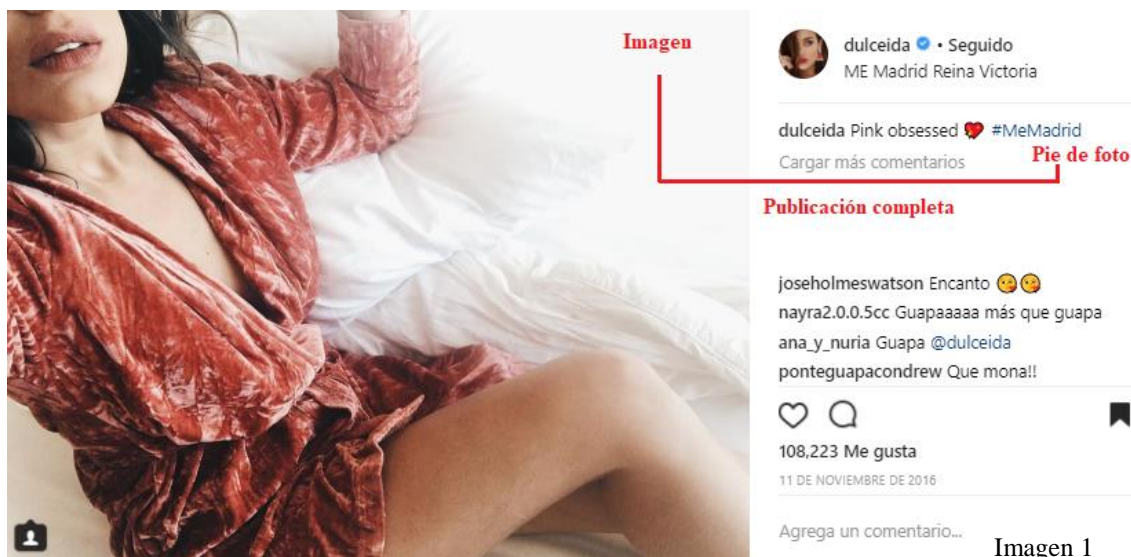 Imagen
dulceida • Seguido
ME Madrid Reina Victoria
dulceida Pink obsessed 💘 #MeMadrid
Cargar más comentarios
Pie de foto
Publicación completa
joseholmeswatson Encanto 😘😘
nayra2.0.0.5cc Guapaaaaa más que guapa
ana_y_nuria Guapa @dulceida
ponteguapacondrew Que mona!!
108,223 Me gusta
11 DE NOVIEMBRE DE 2016
Agrega un comentario...
Imagen 1